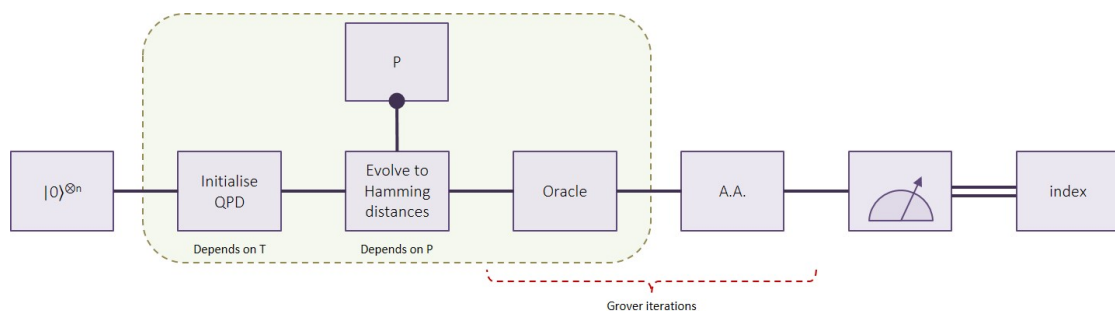 P
|0⟩⊗n
Initialise
QPD
Evolve to
Hamming
distances
Oracle
A.A.
index
Depends on T
Depends on P
Grover iterations